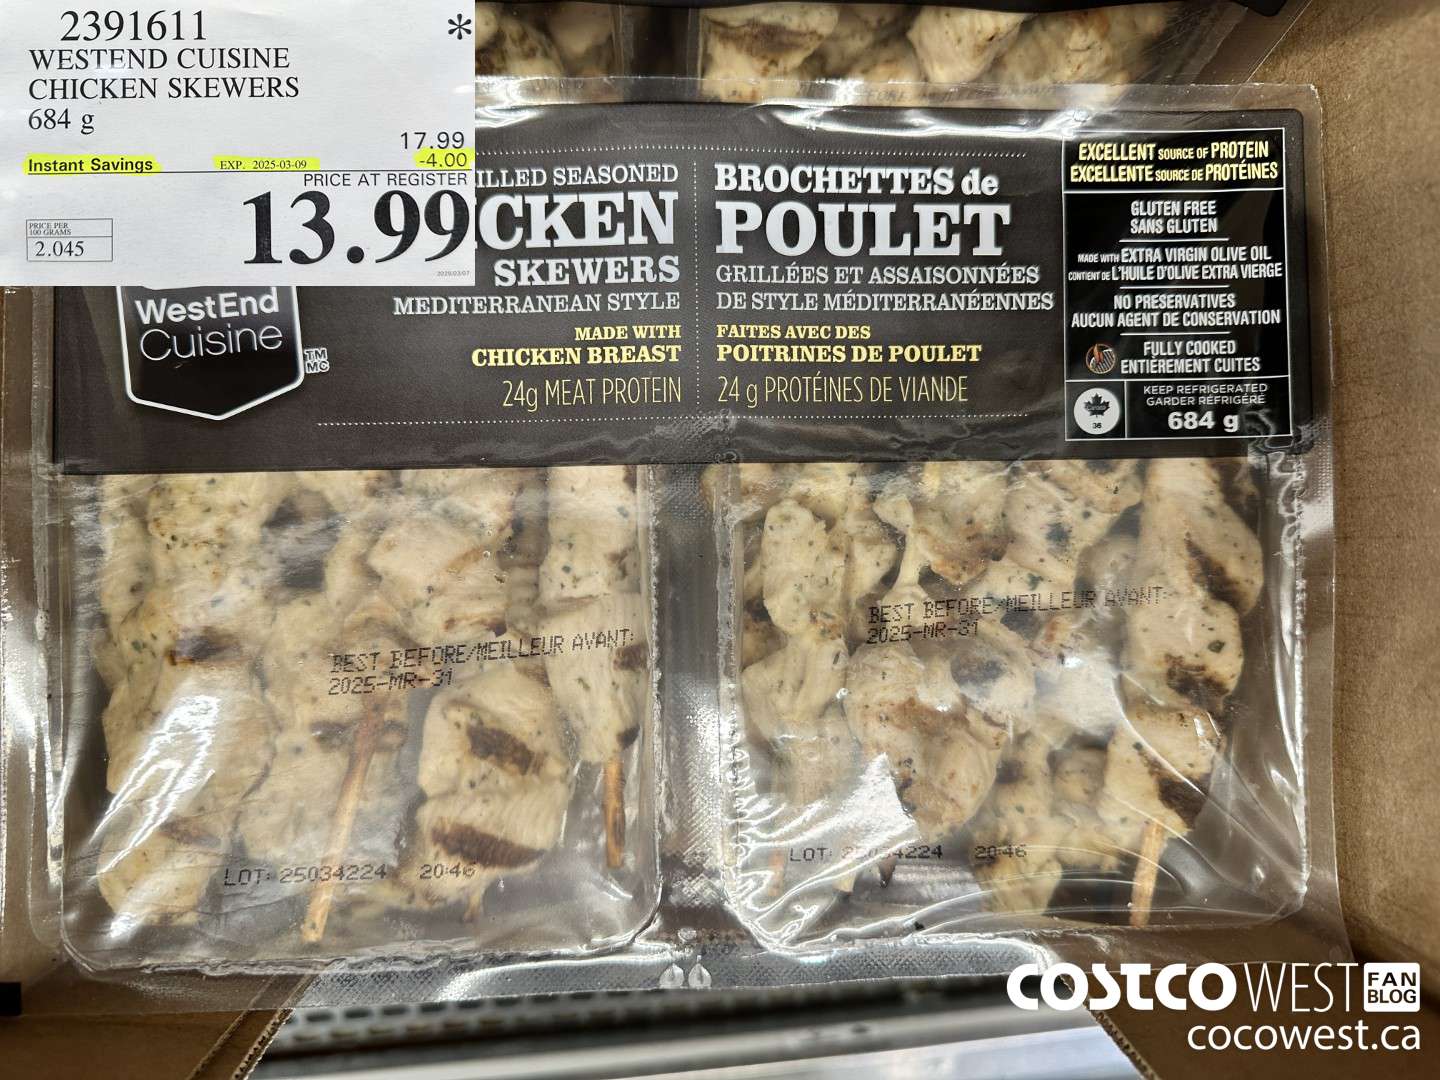 2391611 *
WESTEND CUISINE
CHICKEN SKEWERS
684 g
17.99
Instant Savings EXP. 2025-03-09 -4.00
PRICE AT REGISTER
13.99
PRICE PER
100 GRAMS
2.045
WestEnd
Cuisine
TM
MC
ILLED SEASONED
CKEN
SKEWERS
MEDITERRANEAN STYLE
MADE WITH
CHICKEN BREAST
24g MEAT PROTEIN
BROCHETTES de
POULET
GRILLÉES ET ASSAISONNÉES
DE STYLE MÉDITERRANÉENNES
FAITES AVEC DES
POITRINES DE POULET
24 g PROTÉINES DE VIANDE
EXCELLENT SOURCE OF PROTEIN
EXCELLENTE SOURCE DE PROTÉINES
GLUTEN FREE
SANS GLUTEN
MADE WITH EXTRA VIRGIN OLIVE OIL
CONTIENT DE L'HUILE D'OLIVE EXTRA VIERGE
NO PRESERVATIVES
AUCUN AGENT DE CONSERVATION
FULLY COOKED
ENTIÈREMENT CUITES
Canada
36
KEEP REFRIGERATED
GARDER RÉFRIGÉRÉ
684 g
BEST BEFORE/MEILLEUR AVANT:
2025-MR-31
BEST BEFORE/MEILLEUR AVANT:
2025-MR-31
LOT: 25034224 20:46
LOT: 25034224 20:46
COSTCO WEST FAN
BLOG
cocowest.ca